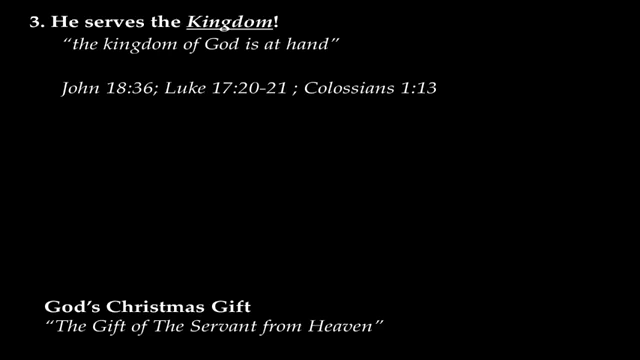 3. He serves the Kingdom!
“the kingdom of God is at hand”
John 18:36; Luke 17:20-21 ; Colossians 1:13
God’s Christmas Gift
“The Gift of The Servant from Heaven”